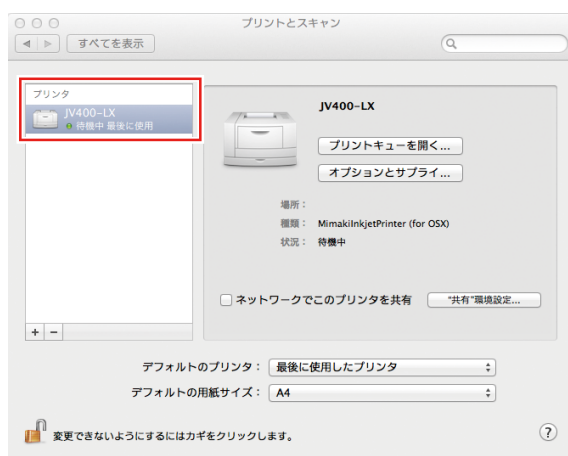 プリントとスキャン
すべてを表示
プリンタ
JV400-LX
待機中 最後に使用
JV400-LX
プリントキューを開く...
オプションとサプライ...
場所：
種類： MimakiInkjetPrinter (for OSX)
状況： 待機中
ネットワークでこのプリンタを共有 "共有"環境設定...
+ −
デフォルトのプリンタ： 最後に使用したプリンタ
デフォルトの用紙サイズ： A4
変更できないようにするにはカギをクリックします。
?